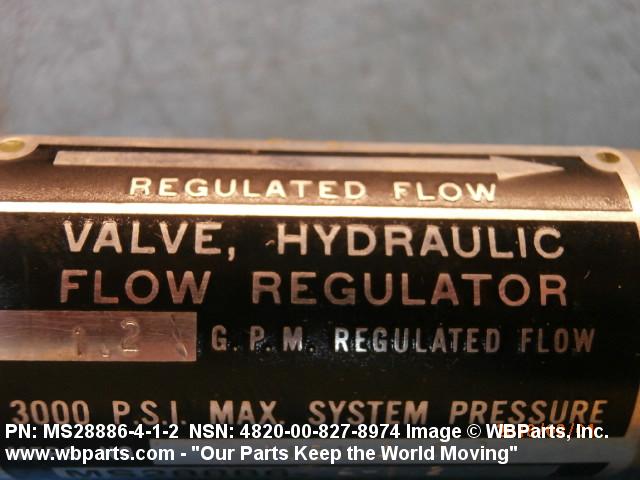 REGULATED FLOW
VALVE, HYDRAULIC
FLOW REGULATOR
1.2 G.P.M. REGULATED FLOW
3000 P.S.I. MAX. SYSTEM PRESSURE
PN: MS28886-4-1-2 NSN: 4820-00-827-8974 Image © WBParts, Inc.
www.wbparts.com - "Our Parts Keep the World Moving"